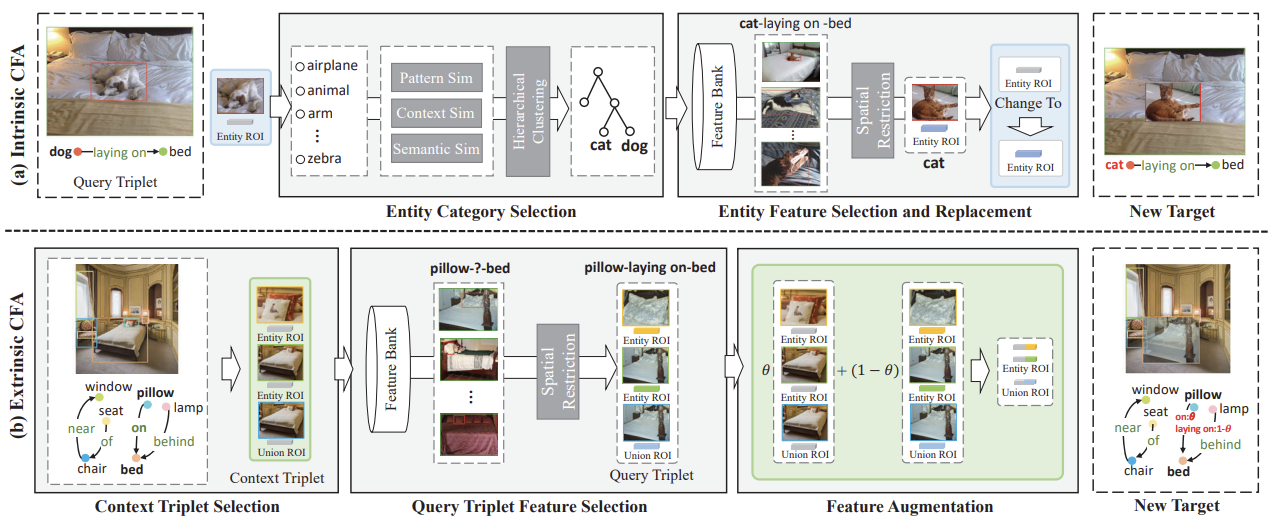 (a) Intrinsic CFA
dog laying on bed
Query Triplet
Entity ROI
airplane
animal
arm
zebra
Pattern Sim
Context Sim
Semantic Sim
Hierarchical
Clustering
cat dog
Entity Category Selection
cat-laying on -bed
Feature Bank
Spatial
Restriction
Entity ROI
cat
Entity ROI
Change To
Entity ROI
Entity Feature Selection and Replacement
cat laying on bed
New Target
(b) Extrinsic CFA
window
pillow
seat
lamp
near
of
on
behind
chair
bed
Entity ROI
Entity ROI
Union ROI
Context Triplet
Context Triplet Selection
pillow-?-bed
Feature Bank
Spatial
Restriction
pillow-laying on-bed
Entity ROI
Entity ROI
Union ROI
Query Triplet
Query Triplet Feature Selection
θ
Entity ROI
Entity ROI
Union ROI
+ (1 − θ)
Entity ROI
Entity ROI
Union ROI
Entity ROI
Union ROI
Feature Augmentation
window
pillow
seat
lamp
on:θ
laying on:1-θ
near
of
behind
chair
bed
New Target